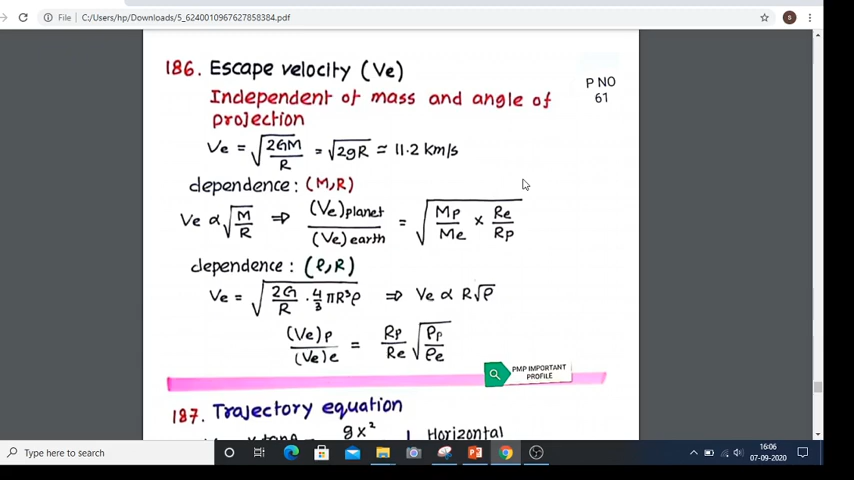 File
C:/Users/hp/Downloads/5_6240010967627858384.pdf
S
186. Escape velocity (Ve)
P NO
61
Independent of mass and angle of
projection
Ve = √(2GM/R) = √2gR ≈ 11.2 km/s
dependence : (M,R)
Ve ∝ √(M/R) ⇒ (Ve)planet/(Ve)earth = √(Mp/Me × Re/Rp)
dependence : (ρ,R)
Ve = √(2G/R · 4/3 πR³ρ) ⇒ Ve ∝ R√ρ
(Ve)p/(Ve)e = Rp/Re √(ρp/ρe)
PMP IMPORTANT
PROFILE
187. Trajectory equation
gx²
Horizontal
Type here to search
16:06
07-09-2020